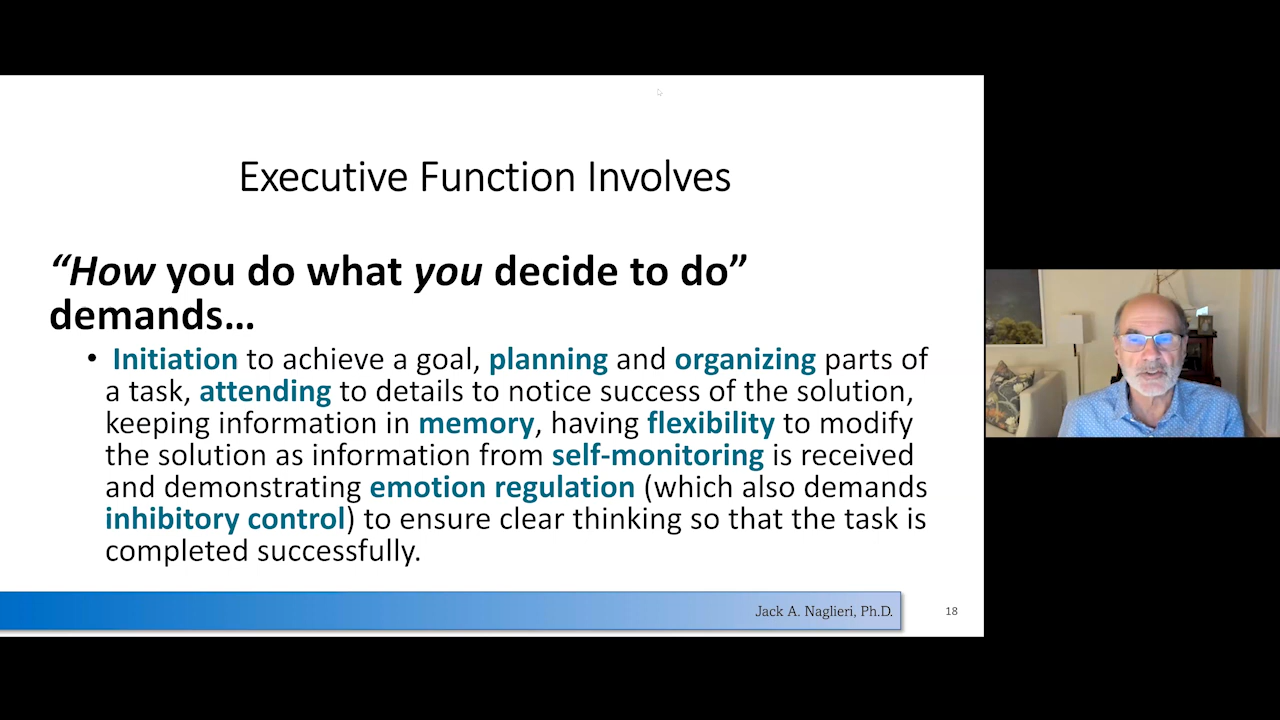 Executive Function Involves
“How you do what you decide to do”
demands…
• Initiation to achieve a goal, planning and organizing parts of
a task, attending to details to notice success of the solution,
keeping information in memory, having flexibility to modify
the solution as information from self-monitoring is received
and demonstrating emotion regulation (which also demands
inhibitory control) to ensure clear thinking so that the task is
completed successfully.
Jack A. Naglieri, Ph.D.
18